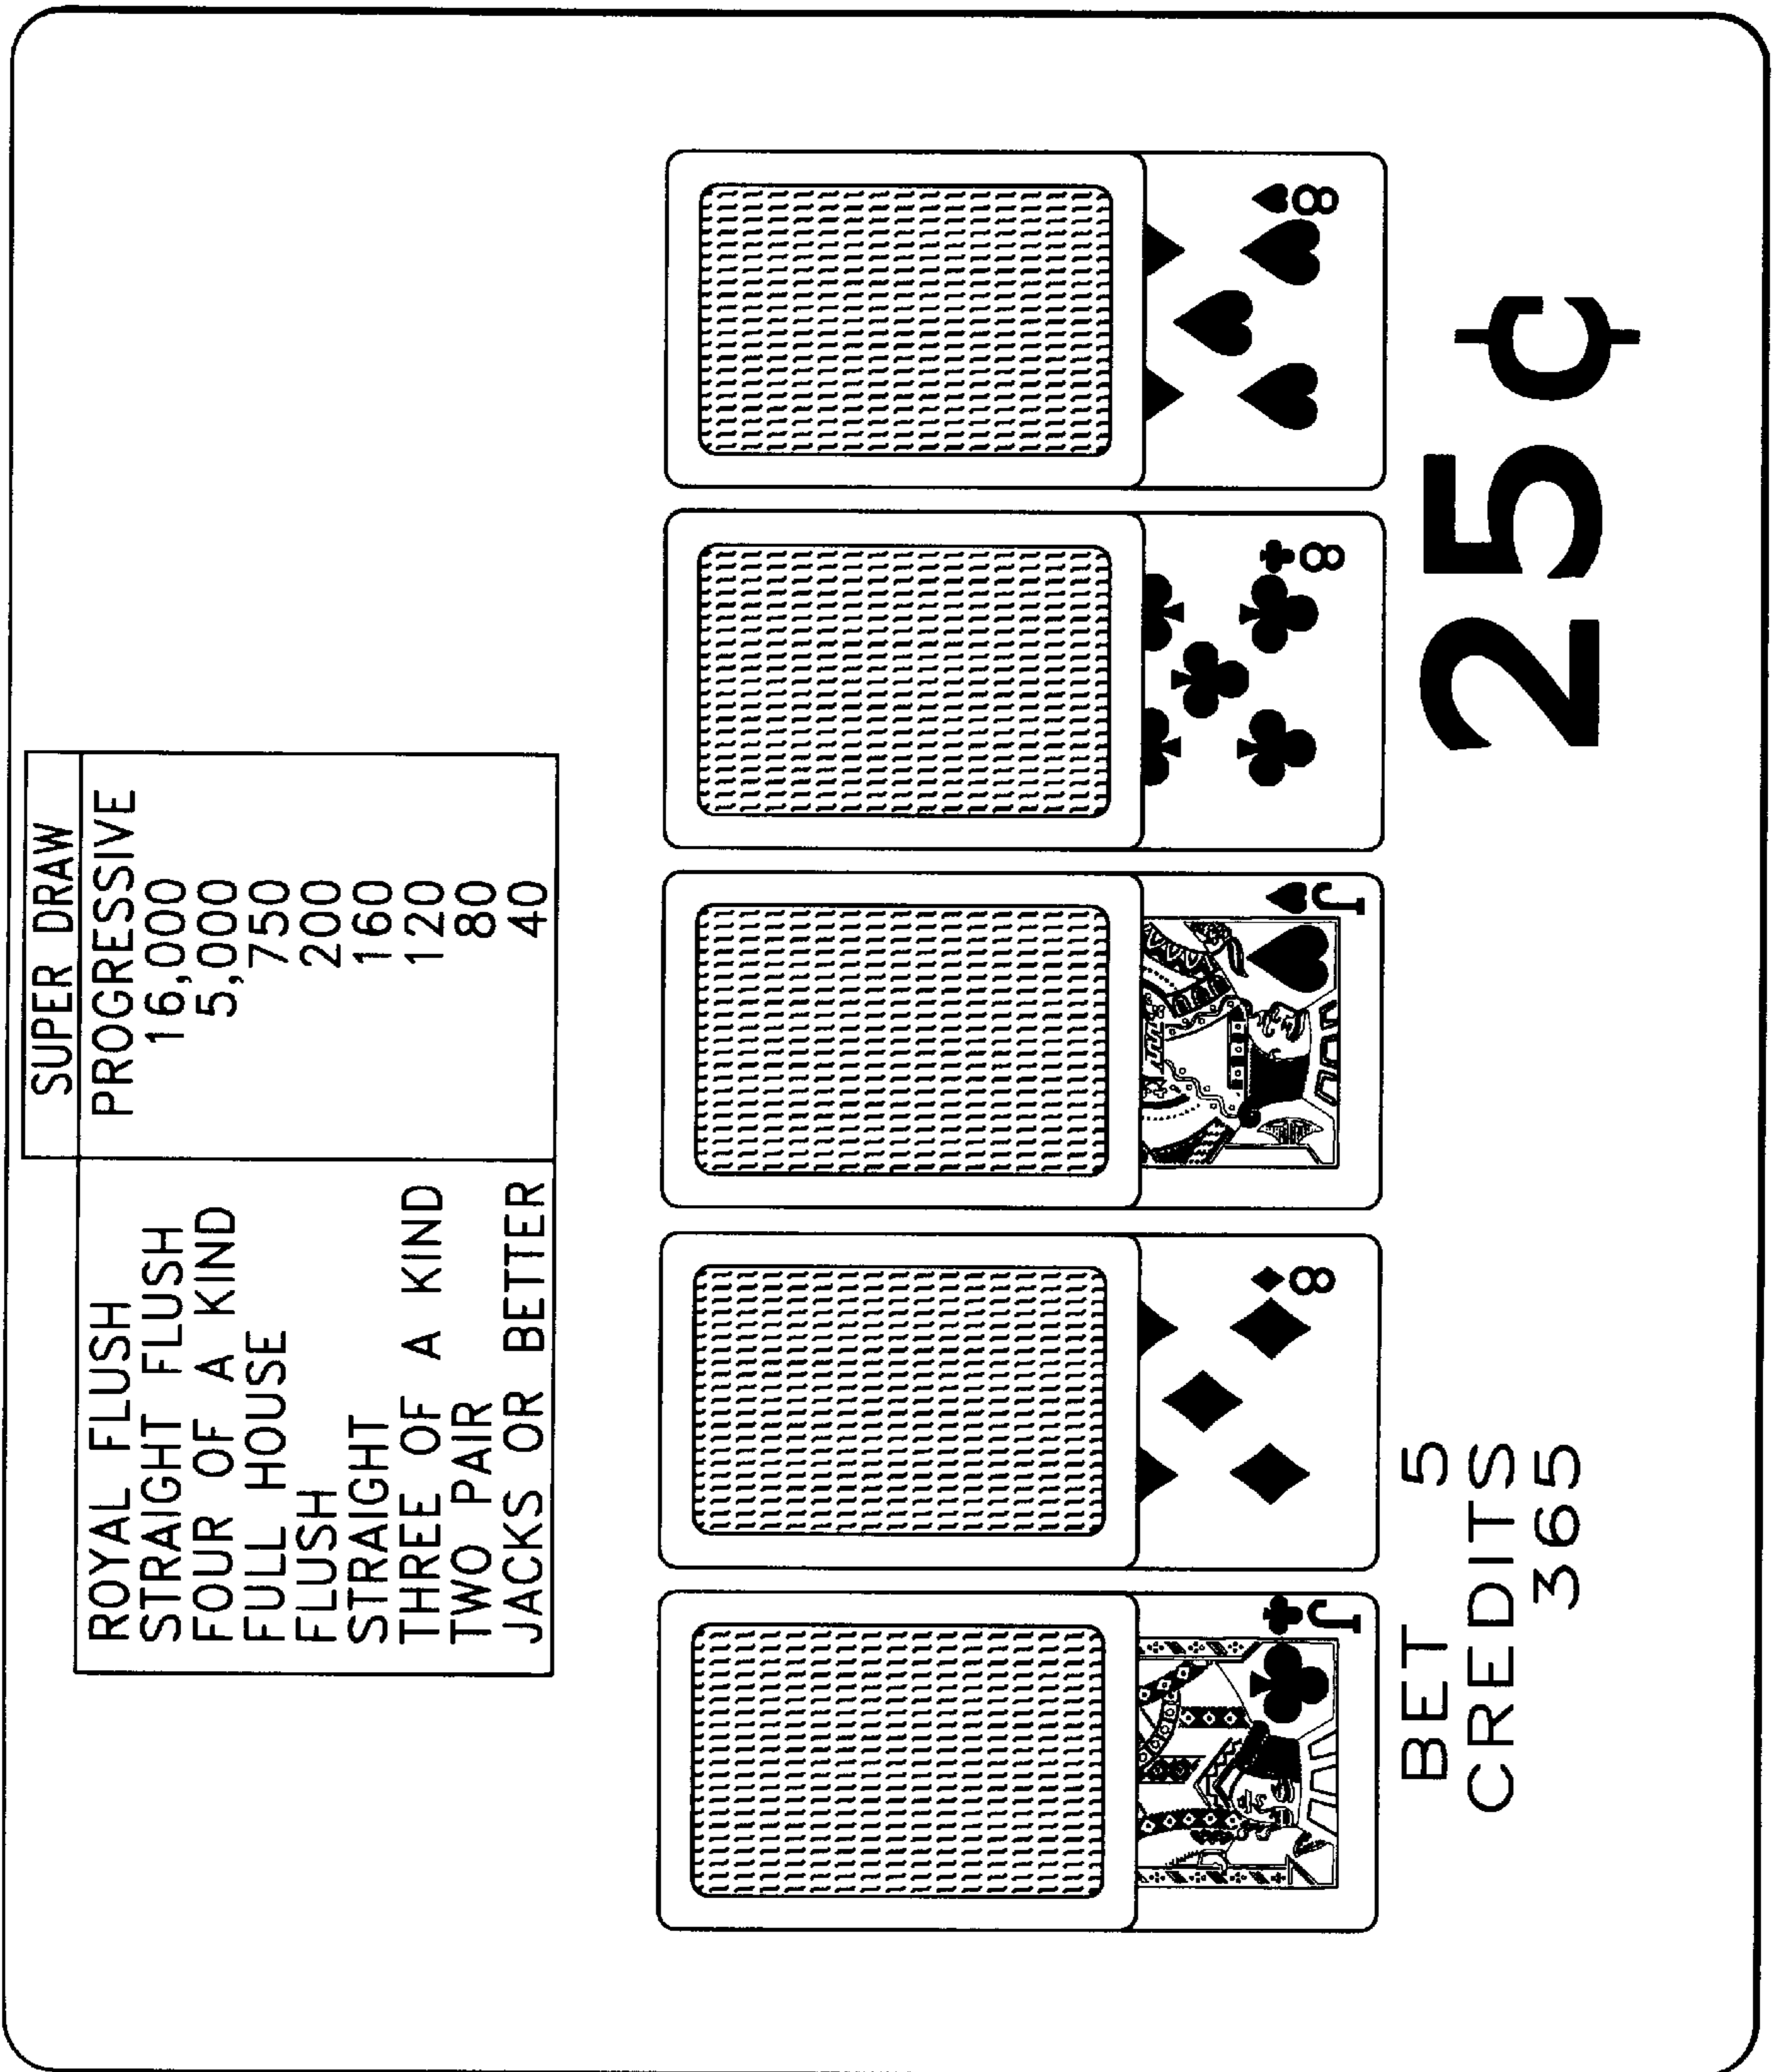 SUPER DRAW
ROYAL FLUSH PROGRESSIVE
STRAIGHT FLUSH 16,000
FOUR OF A KIND 5,000
FULL HOUSE 750
FLUSH 200
STRAIGHT 160
THREE OF A KIND 120
TWO PAIR 80
JACKS OR BETTER 40
J 8 J 8 8
BET 5
CREDITS
365
25¢